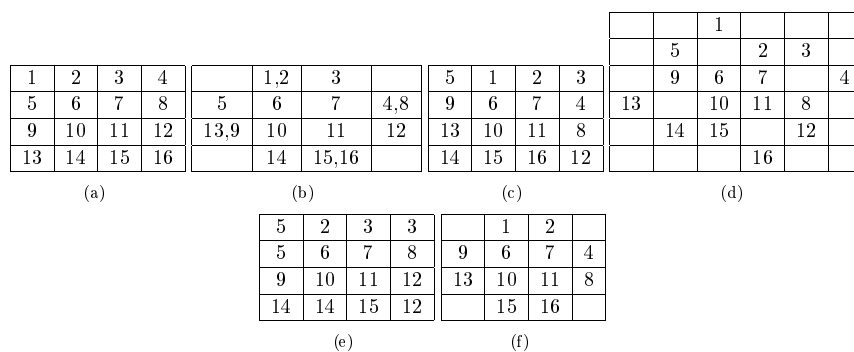 1
5 2 3
1 2 3 4 1,2 3 5 1 2 3 9 6 7 4
5 6 7 8 5 6 7 4,8 9 6 7 4 13 10 11 8
9 10 11 12 13,9 10 11 12 13 10 11 8 14 15 12
13 14 15 16 14 15,16 14 15 16 12 16
(a) (b) (c) (d)
5 2 3 3 1 2
5 6 7 8 9 6 7 4
9 10 11 12 13 10 11 8
14 14 15 12 15 16
(e) (f)